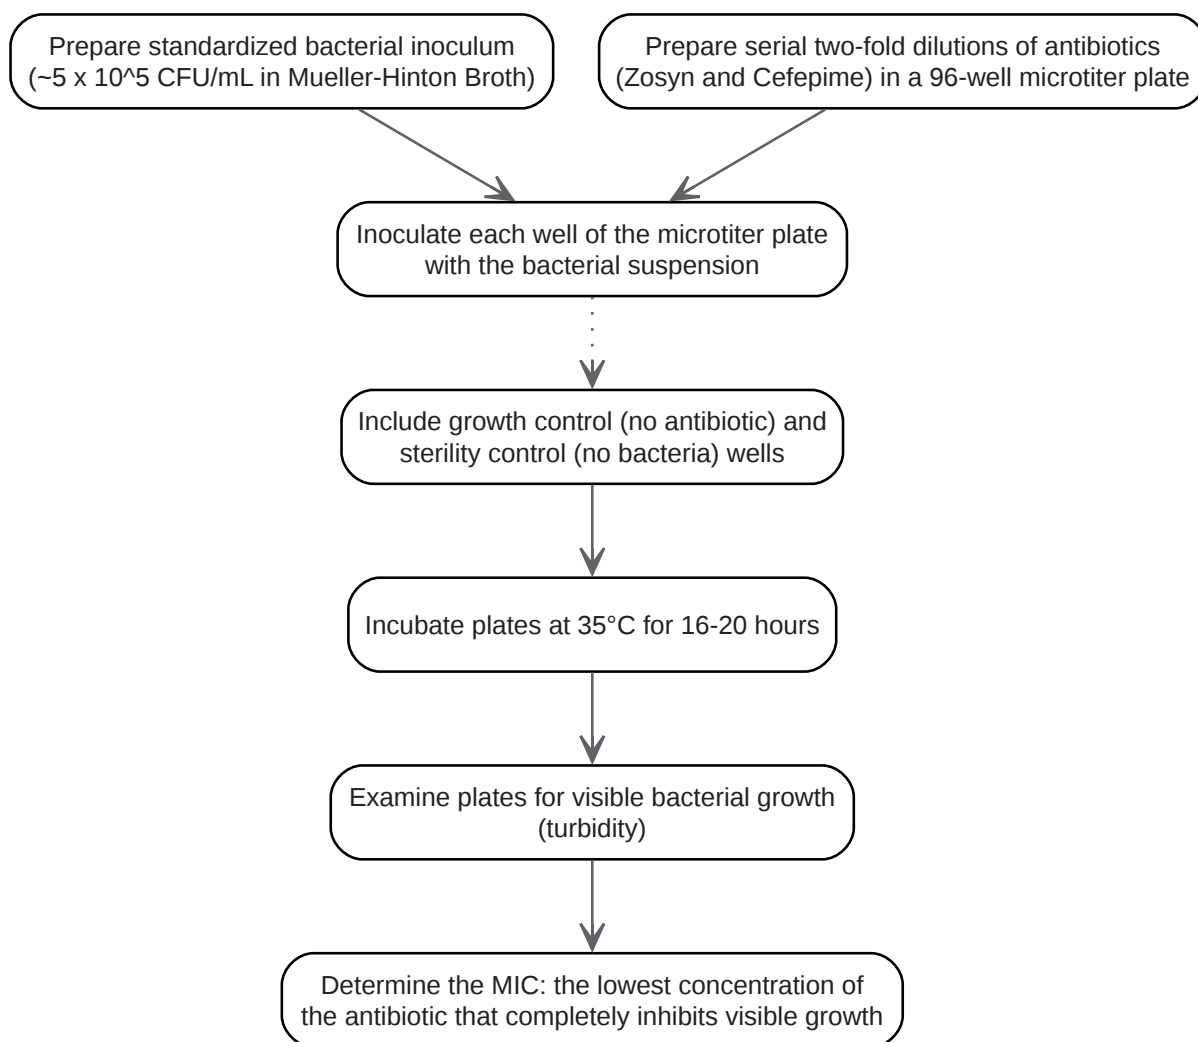 Prepare standardized bacterial inoculum
(~5 x 10^5 CFU/mL in Mueller-Hinton Broth)
Prepare serial two-fold dilutions of antibiotics
(Zosyn and Cefepime) in a 96-well microtiter plate
Inoculate each well of the microtiter plate
with the bacterial suspension
Include growth control (no antibiotic) and
sterility control (no bacteria) wells
Incubate plates at 35°C for 16-20 hours
Examine plates for visible bacterial growth
(turbidity)
Determine the MIC: the lowest concentration of
the antibiotic that completely inhibits visible growth